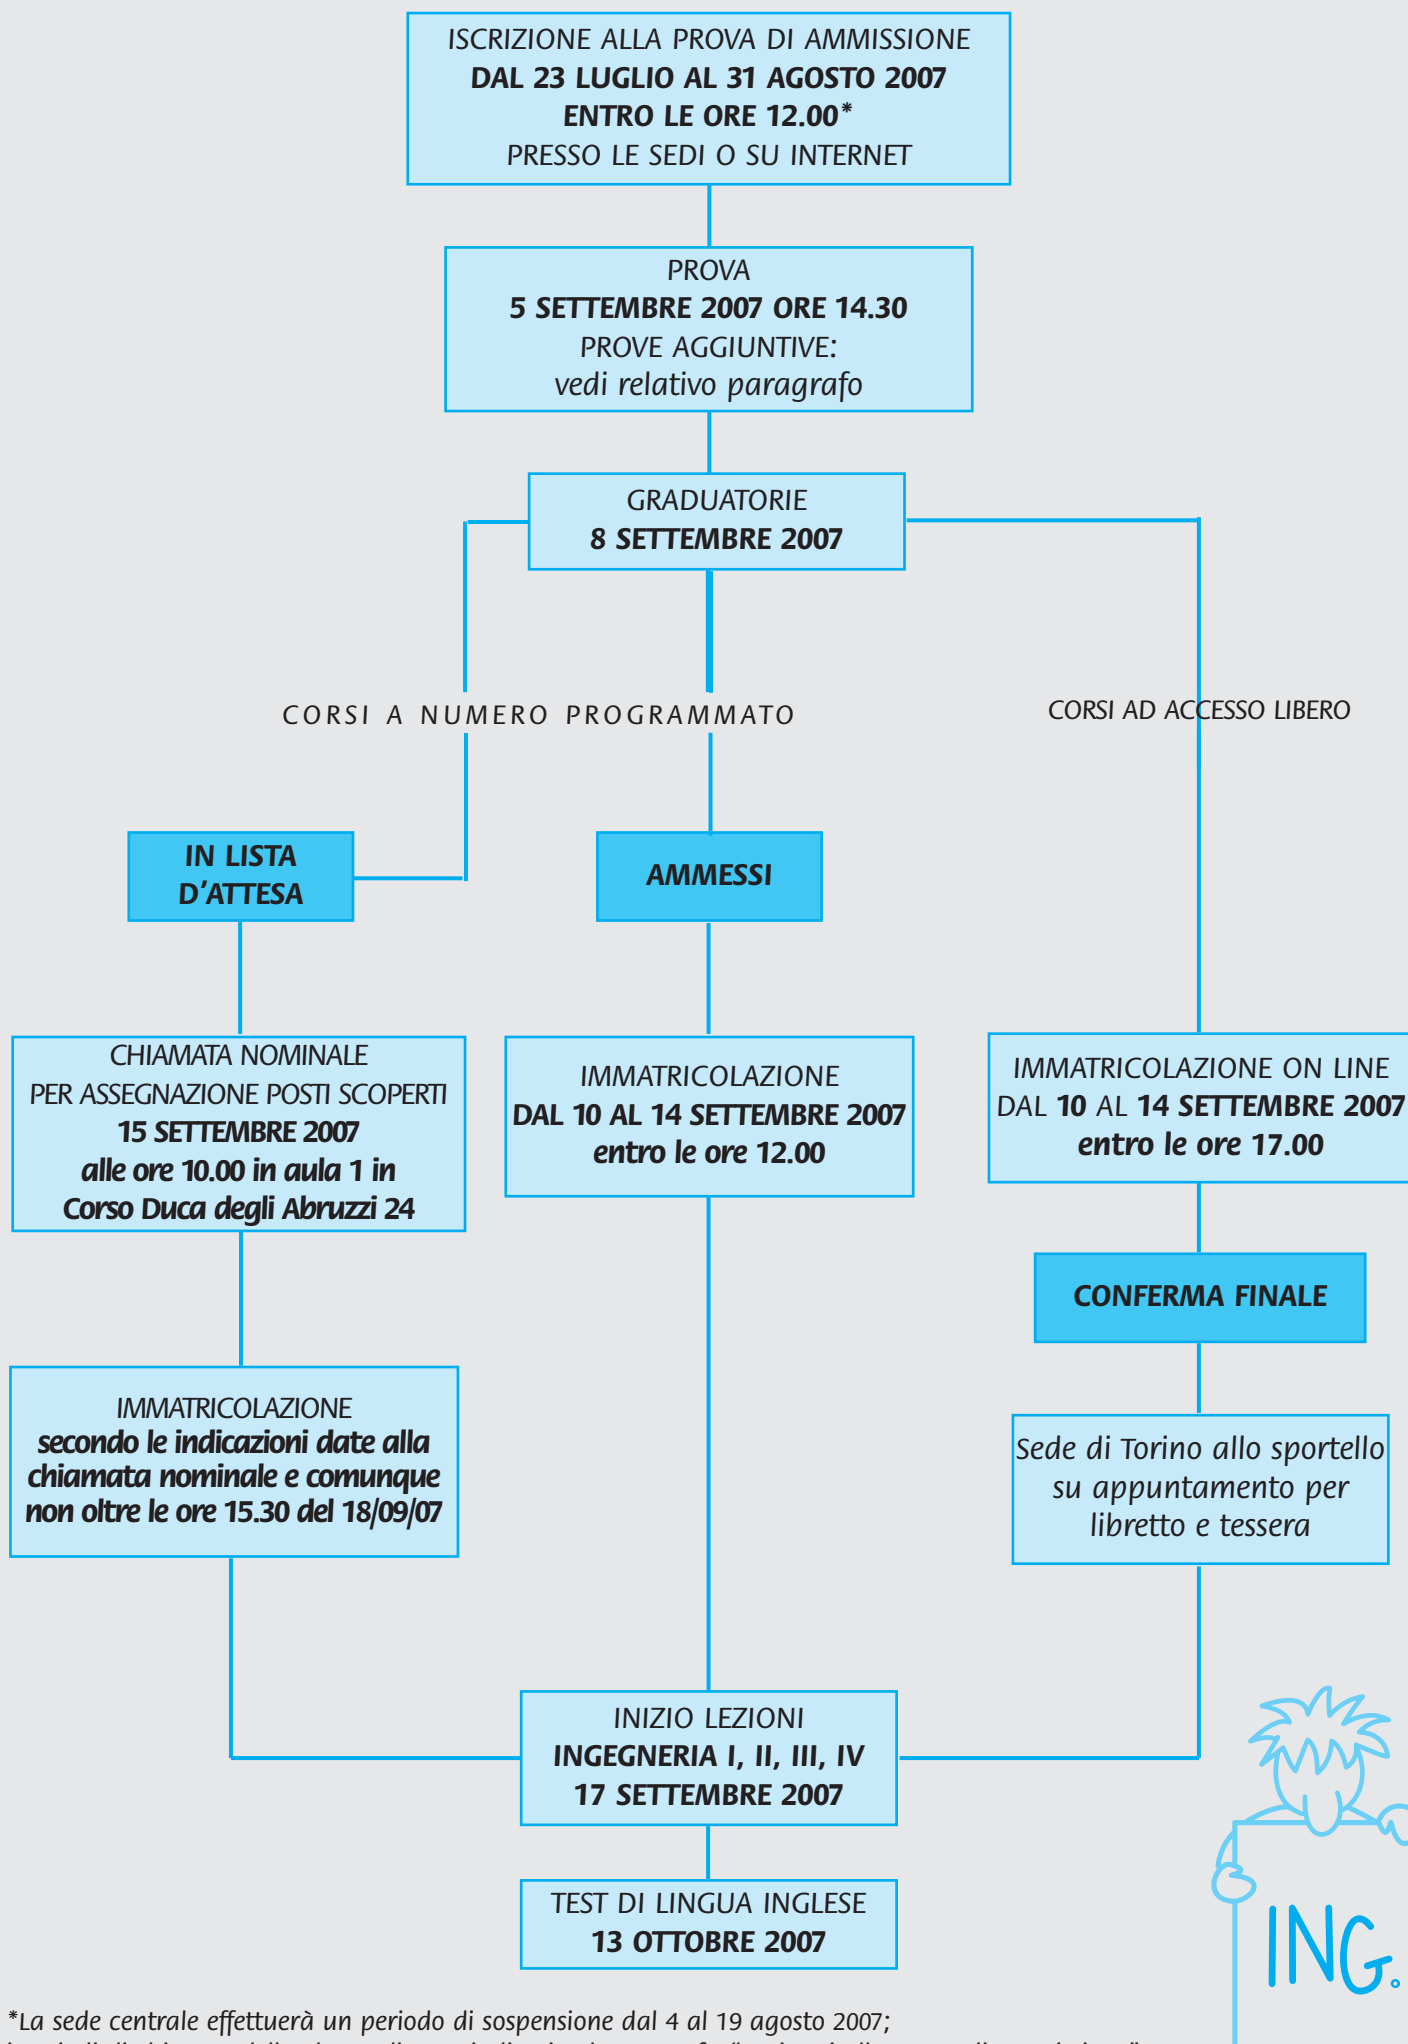 ISCRIZIONE ALLA PROVA DI AMMISSIONE
DAL 23 LUGLIO AL 31 AGOSTO 2007
ENTRO LE ORE 12.00*
PRESSO LE SEDI O SU INTERNET
PROVA
5 SETTEMBRE 2007 ORE 14.30
PROVE AGGIUNTIVE:
vedi relativo paragrafo
GRADUATORIE
8 SETTEMBRE 2007
CORSI A NUMERO PROGRAMMATO
CORSI AD ACCESSO LIBERO
IN LISTA
D'ATTESA
AMMESSI
CHIAMATA NOMINALE
PER ASSEGNAZIONE POSTI SCOPERTI
15 SETTEMBRE 2007
alle ore 10.00 in aula 1 in
Corso Duca degli Abruzzi 24
IMMATRICOLAZIONE
DAL 10 AL 14 SETTEMBRE 2007
entro le ore 12.00
IMMATRICOLAZIONE ON LINE
DAL 10 AL 14 SETTEMBRE 2007
entro le ore 17.00
CONFERMA FINALE
IMMATRICOLAZIONE
secondo le indicazioni date alla
chiamata nominale e comunque
non oltre le ore 15.30 del 18/09/07
Sede di Torino allo sportello
su appuntamento per
libretto e tessera
INIZIO LEZIONI
INGEGNERIA I, II, III, IV
17 SETTEMBRE 2007
TEST DI LINGUA INGLESE
13 OTTOBRE 2007
ING.
*La sede centrale effettuerà un periodo di sospensione dal 4 al 19 agosto 2007;